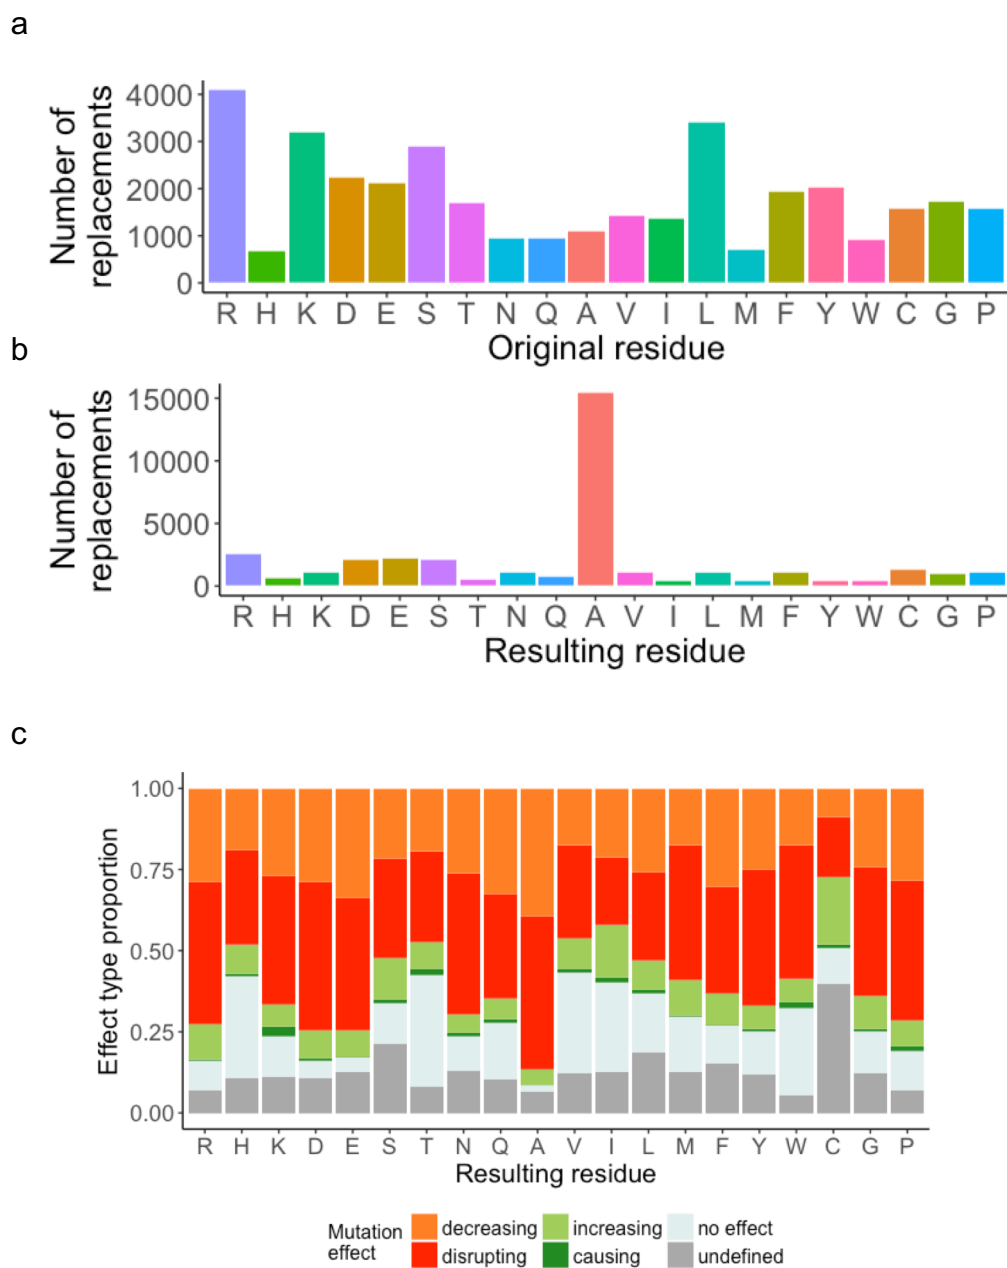 a
Number of
replacements
4000
3000
2000
1000
0
R H K D E S T N Q A V I L M F Y W C G P
Original residue
b
Number of
replacements
15000
10000
5000
0
R H K D E S T N Q A V I L M F Y W C G P
Resulting residue
c
Effect type proportion
1.00
0.75
0.50
0.25
0.00
R H K D E S T N Q A V I L M F Y W C G P
Resulting residue
Mutation
effect
decreasing increasing no effect
disrupting causing undefined